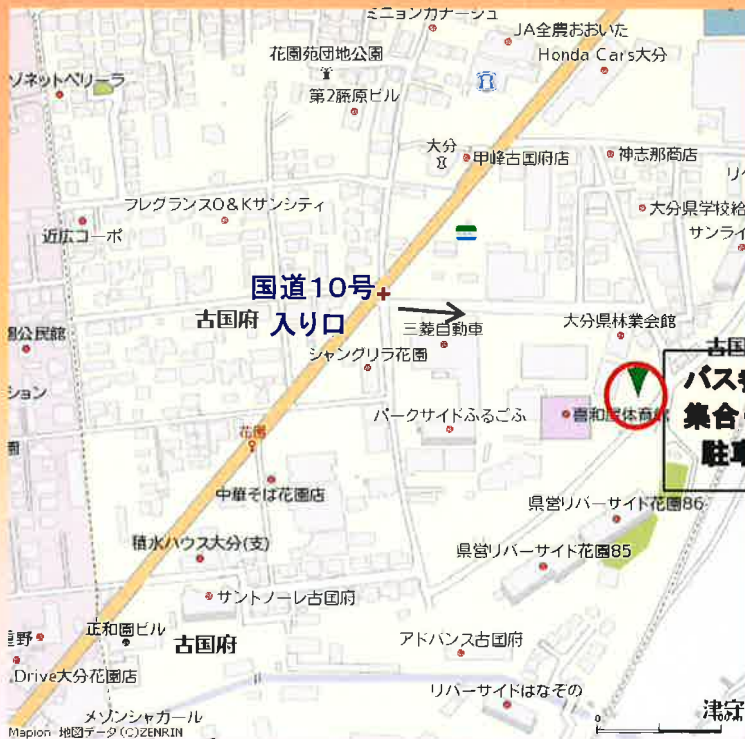 ミニョンカナーシュ
JA全農おおいた
花園苑団地公園
Honda Cars大分
ゾネットベリーラ
第2藤原ビル
大分
甲峰古国府店
神志那商店
リ
大分県学校給
フレグランスO&Kサンシティ
サンライ
近広コーポ
国道10号
入り口
古国府
三菱自動車
大分県林業会館
公民館
シャングリラ花園
古国
ション
バス
集合
駐車
パークサイドふるごふ
喜和屋体育館
花園
園
中華そば花園店
県営リバーサイド花園86
積水ハウス大分(支)
県営リバーサイド花園85
サントノーレ古国府
正和園ビル
古国府
アドバンス古国府
重野
Drive大分花園店
リバーサイドはなぞの
メゾンシャガール
津守
0
100m
Mapion 地図データ(C)ZENRIN